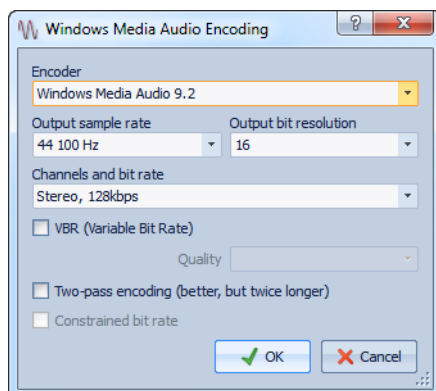 Windows Media Audio Encoding
?
Encoder
Windows Media Audio 9.2
Output sample rate Output bit resolution
44 100 Hz 16
Channels and bit rate
Stereo, 128kbps
VBR (Variable Bit Rate)
Quality
Two-pass encoding (better, but twice longer)
Constrained bit rate
OK Cancel